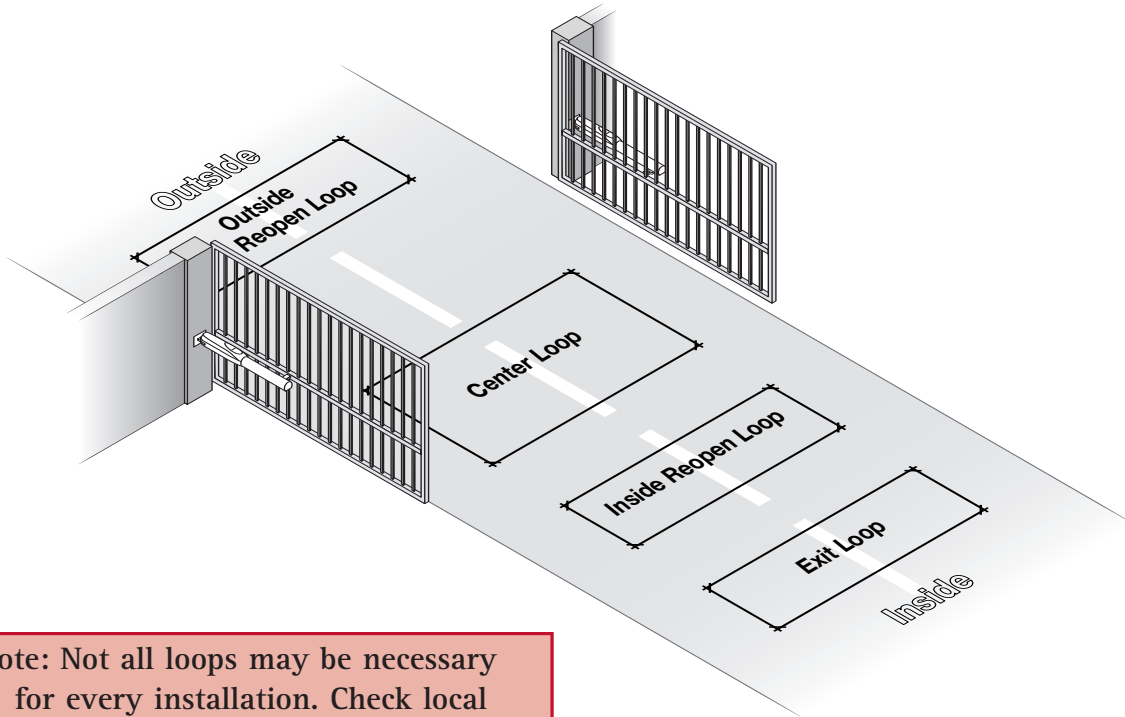 Outside
Outside
Reopen Loop
Center Loop
Inside Reopen Loop
Exit Loop
Inside
Not all loops may be necessary
for every installation. Check local